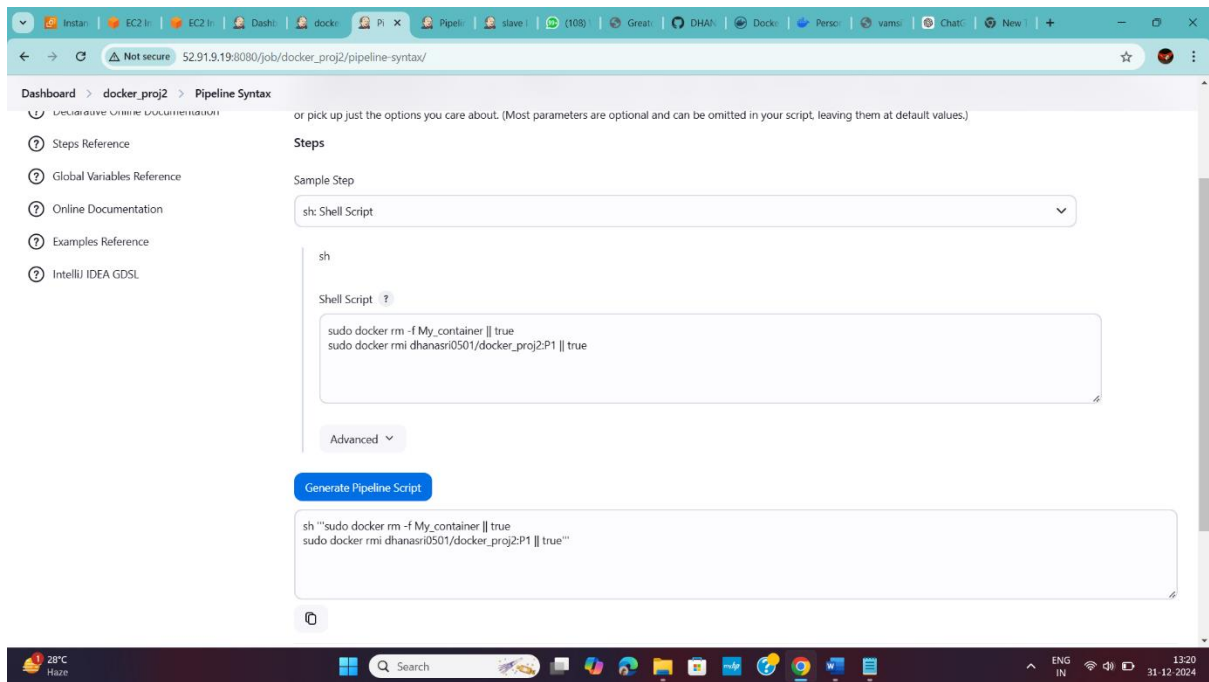 Instan
EC2 In
EC2 In
Dashb
docke
Pi
Pipelin
slave
(108)
Great
DHAN
Docke
Person
vamsi
ChatG
New T
Not secure 52.91.9.19:8080/job/docker_proj2/pipeline-syntax/
Dashboard > docker_proj2 > Pipeline Syntax
Declarative Online Documentation
Steps Reference
Global Variables Reference
Online Documentation
Examples Reference
IntelliJ IDEA GDSL
or pick up just the options you care about. (Most parameters are optional and can be omitted in your script, leaving them at default values.)
Steps
Sample Step
sh: Shell Script
sh
Shell Script ?
sudo docker rm -f My_container || true
sudo docker rmi dhanasri0501/docker_proj2:P1 || true
Advanced
Generate Pipeline Script
sh '''sudo docker rm -f My_container || true
sudo docker rmi dhanasri0501/docker_proj2:P1 || true'''
1
28°C
Haze
Search
ENG
IN
13:20
31-12-2024